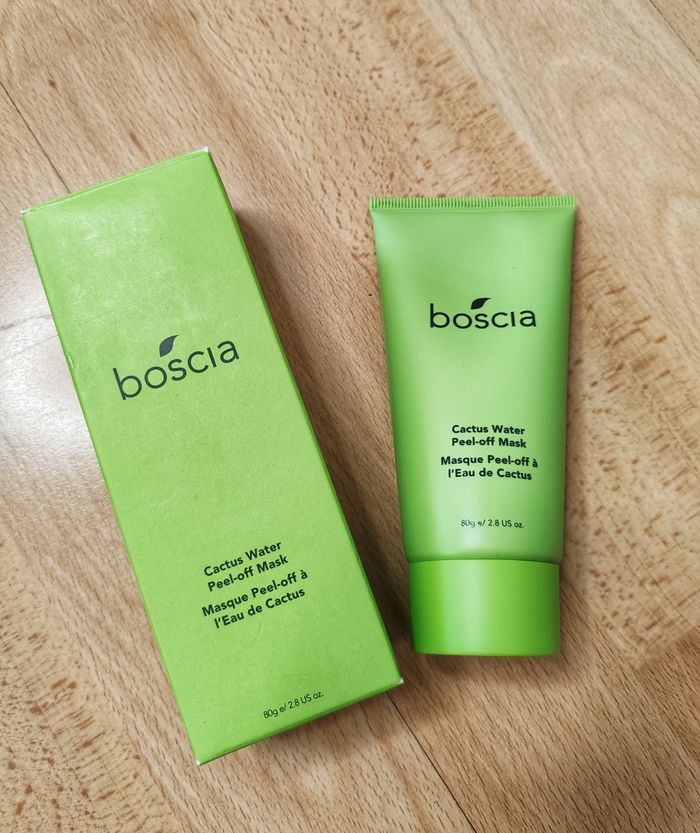 boscia
Cactus Water
Peel-off Mask
Masque Peel-off à
l'Eau de Cactus
80g e/ 2.8 US oz.
boscia
Cactus Water
Peel-off Mask
Masque Peel-off à
l'Eau de Cactus
80g e/ 2.8 US oz.